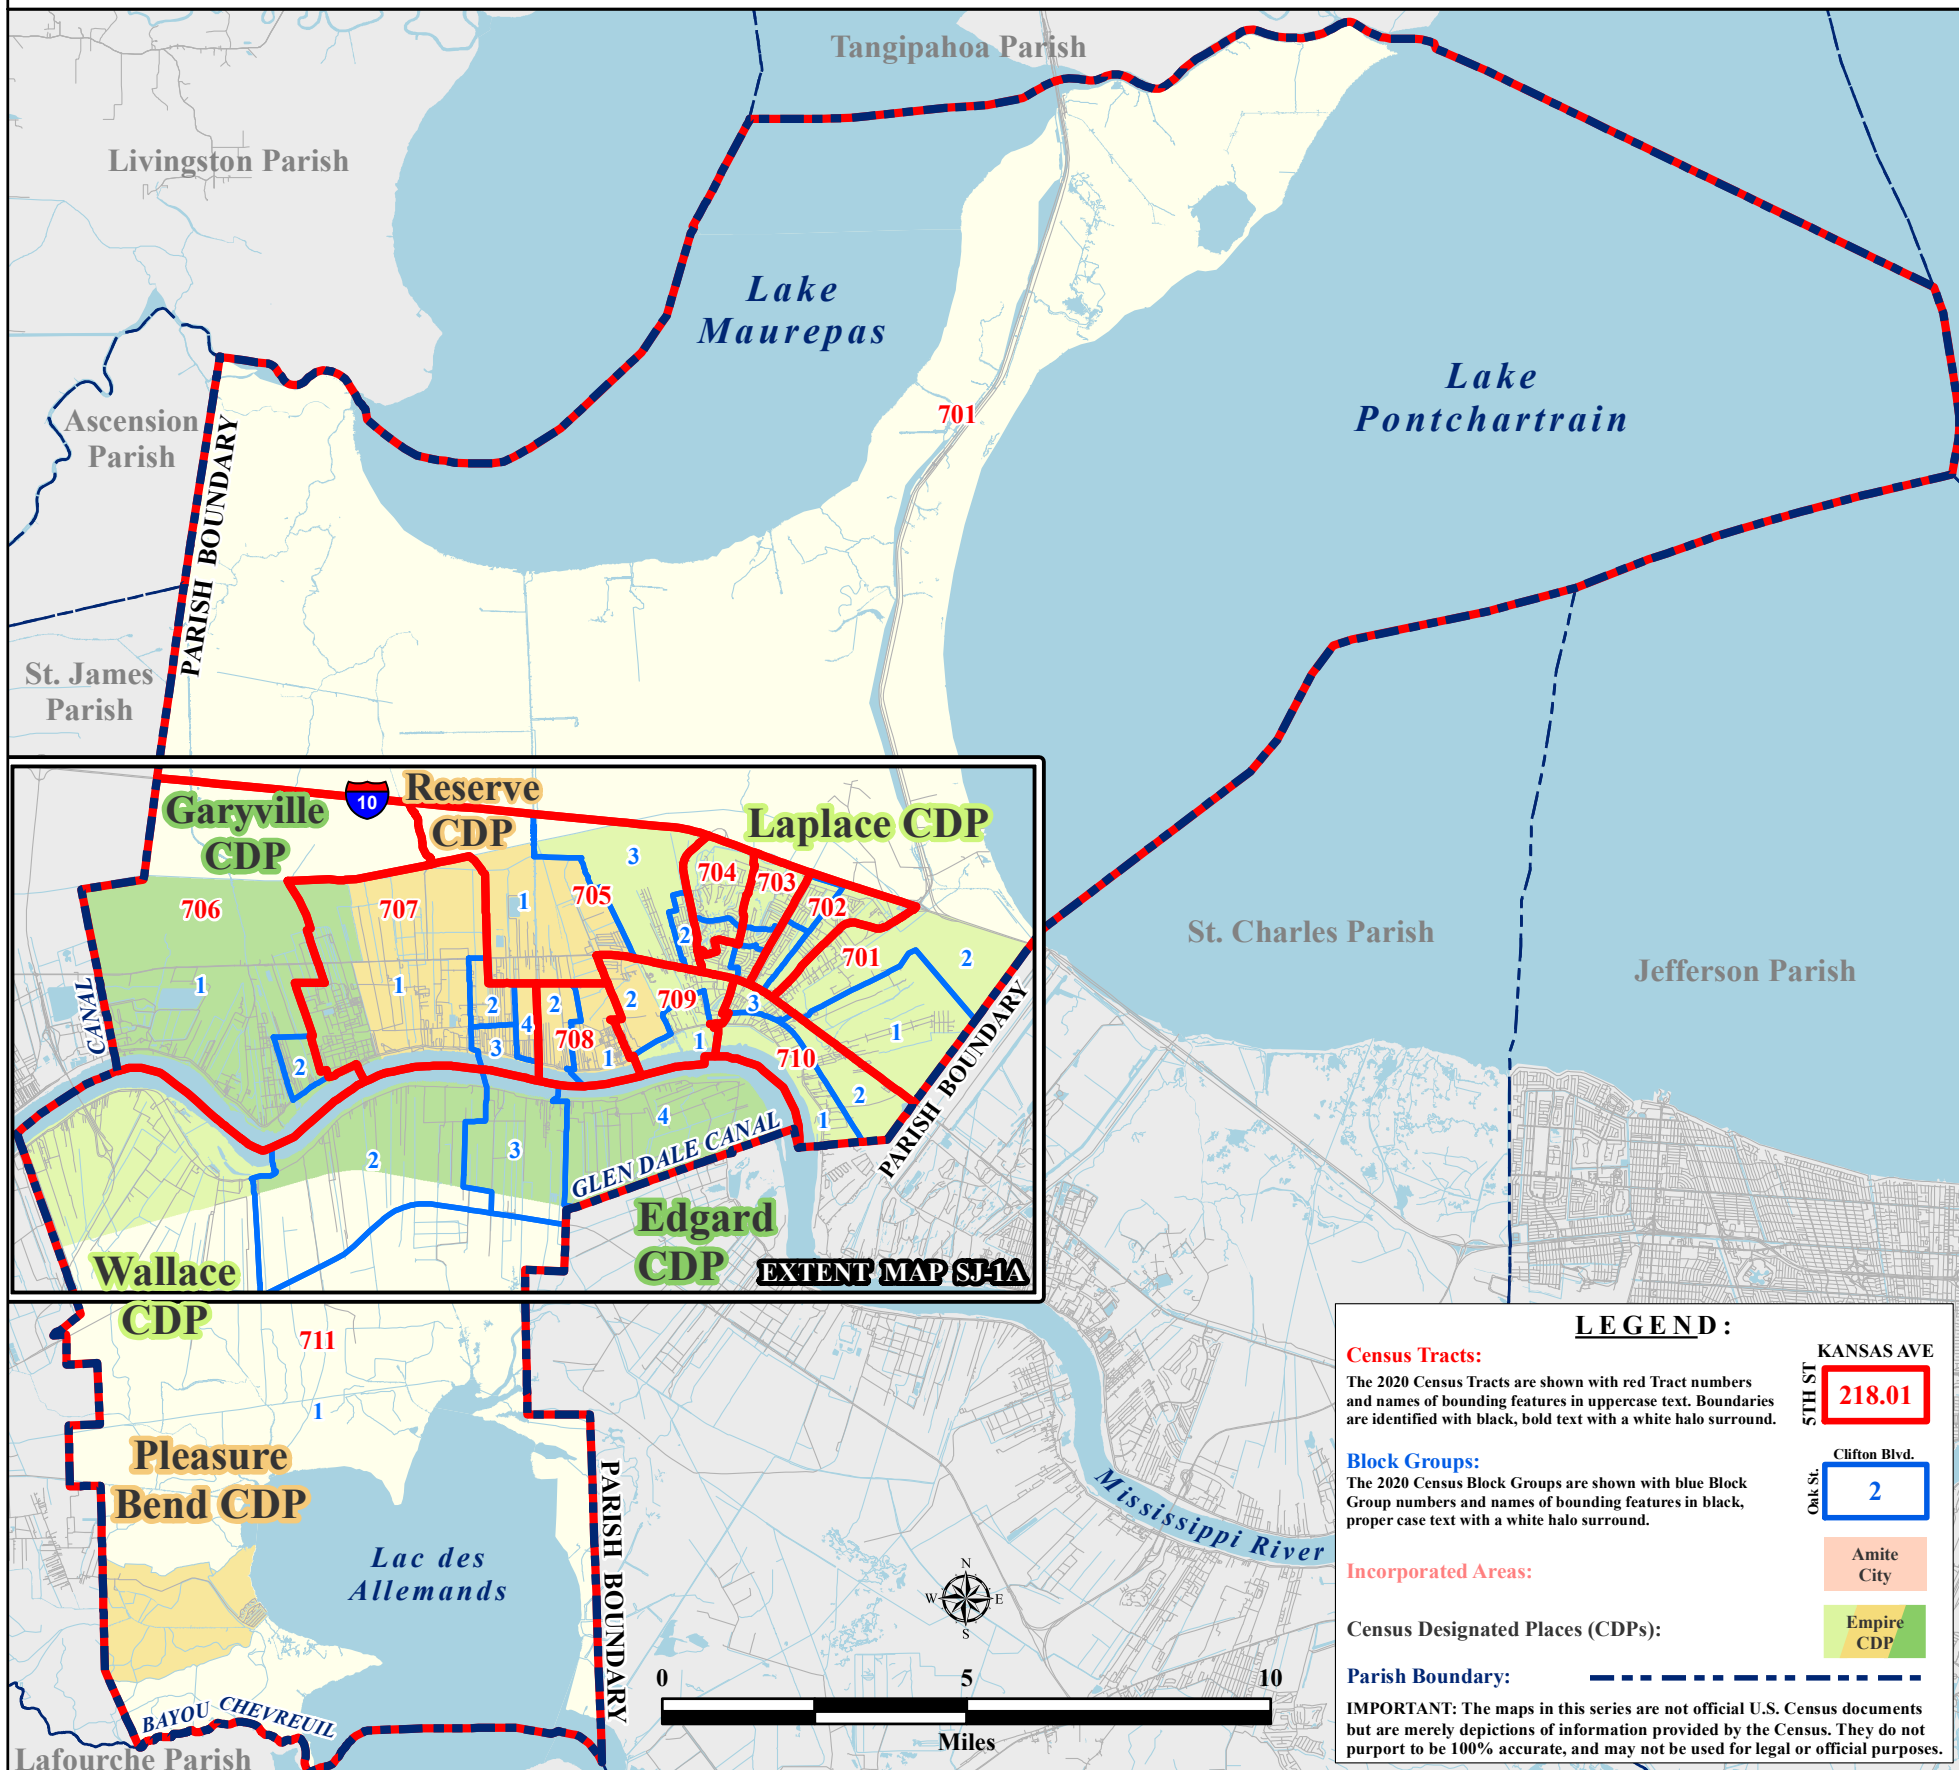 Tangipahoa Parish
Livingston Parish
Lake
Maurepas
Lake
Pontchartrain
701
Ascension
Parish
PARISH BOUNDARY
St. James
Parish
Garyville
CDP
10
Reserve
CDP
Laplace CDP
3
704
703
702
705
1
706
707
2
701
2
1
1
2
2
2
709
3
CANAL
4
708
3
1
1
1
2
710
2
1
PARISH BOUNDARY
4
GLEN DALE CANAL
3
2
Edgard
CDP
EXTENT MAP SJ-1A
Wallace
CDP
St. Charles Parish
Jefferson Parish
711
1
Pleasure
Bend CDP
Lac des
Allemands
PARISH BOUNDARY
BAYOU CHEVREUIL
Lafourche Parish
Mississippi River
N
W
E
S
0
5
10
Miles
LEGEND:
Census Tracts:
The 2020 Census Tracts are shown with red Tract numbers
and names of bounding features in uppercase text. Boundaries
are identified with black, bold text with a white halo surround.
KANSAS AVE
5TH ST
218.01
Block Groups:
The 2020 Census Block Groups are shown with blue Block
Group numbers and names of bounding features in black,
proper case text with a white halo surround.
Clifton Blvd.
Oak St.
2
Incorporated Areas:
Amite
City
Census Designated Places (CDPs):
Empire
CDP
Parish Boundary:
IMPORTANT: The maps in this series are not official U.S. Census documents
but are merely depictions of information provided by the Census. They do not
purport to be 100% accurate, and may not be used for legal or official purposes.